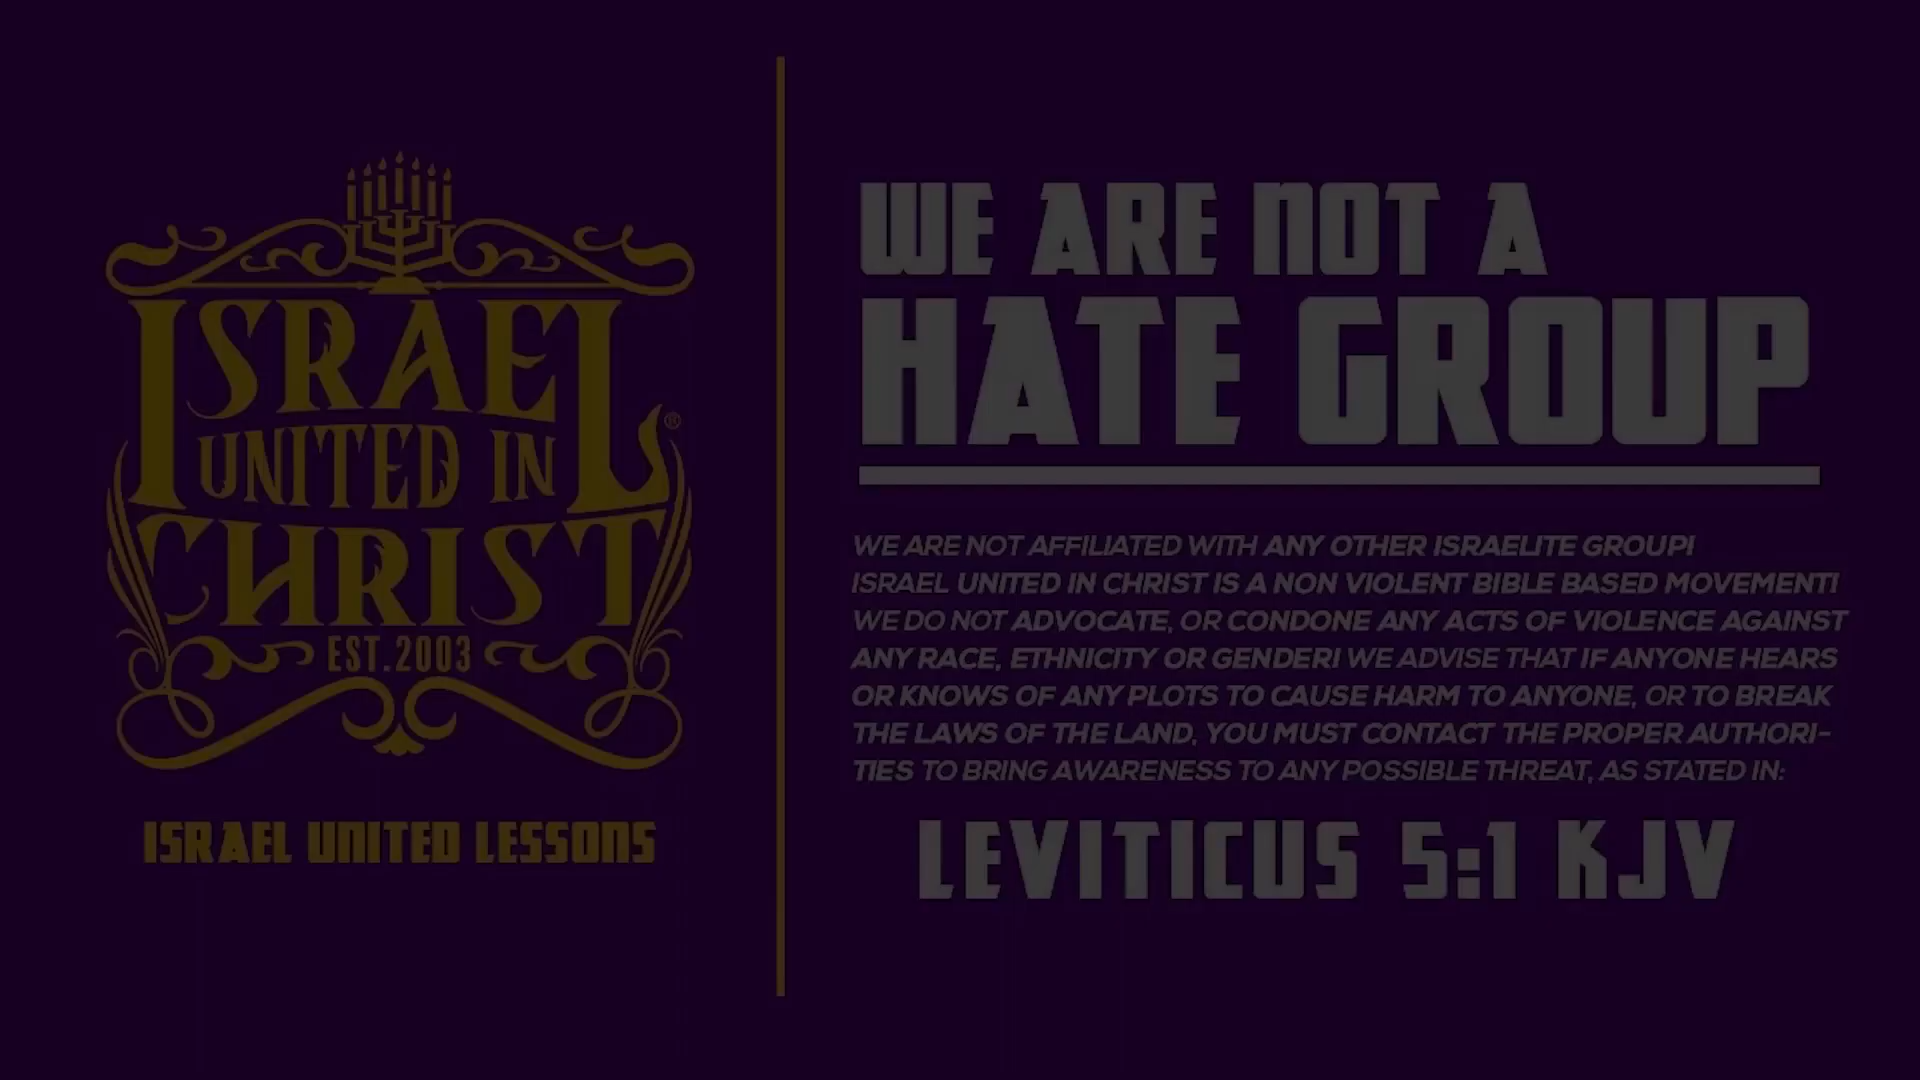 ISRAEL
UNITED IN
CHRIST
®
EST.2003
ISRAEL UNITED LESSONS
WE ARE NOT A
HATE GROUP
WE ARE NOT AFFILIATED WITH ANY OTHER ISRAELITE GROUP!
ISRAEL UNITED IN CHRIST IS A NON VIOLENT BIBLE BASED MOVEMENT!
WE DO NOT ADVOCATE, OR CONDONE ANY ACTS OF VIOLENCE AGAINST
ANY RACE, ETHNICITY OR GENDER! WE ADVISE THAT IF ANYONE HEARS
OR KNOWS OF ANY PLOTS TO CAUSE HARM TO ANYONE, OR TO BREAK
THE LAWS OF THE LAND, YOU MUST CONTACT THE PROPER AUTHORI-
TIES TO BRING AWARENESS TO ANY POSSIBLE THREAT, AS STATED IN:
LEVITICUS 5:1 KJV